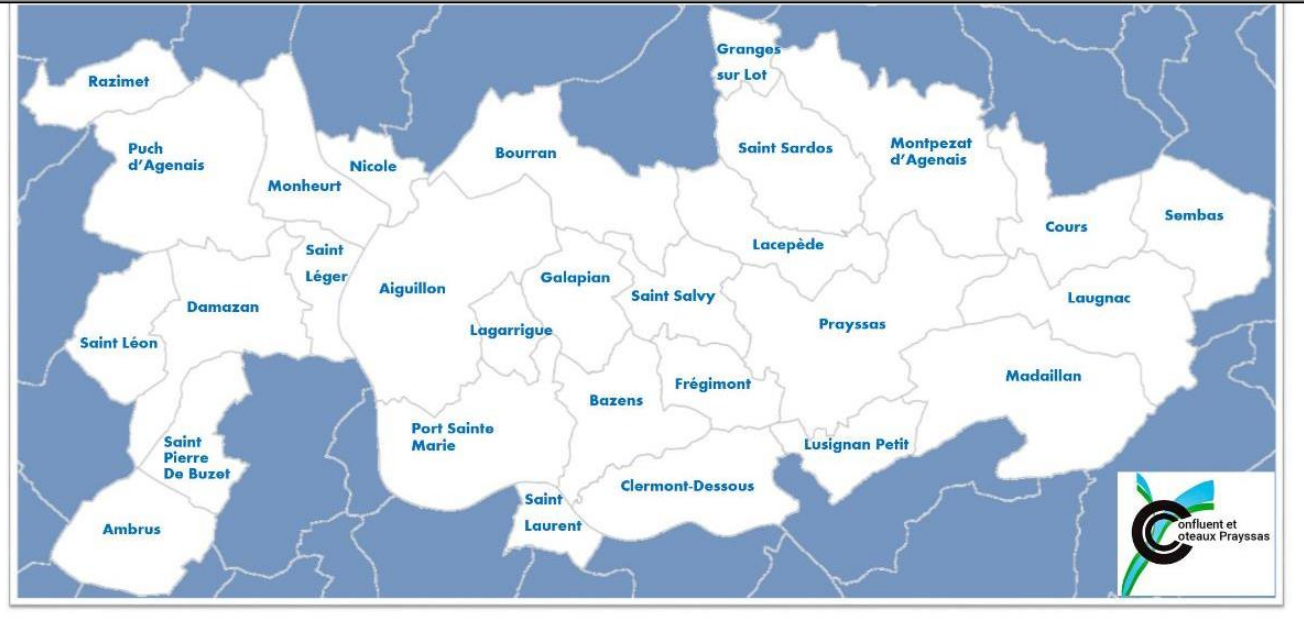 Granges
sur Lot
Razimet
Puch
d'Agenais
Monheurt
Nicole
Bourran
Saint Sardos
Montpezat
d'Agenais
Cours
Sembas
Saint
Léger
Lacepède
Damazan
Aiguillon
Galapian
Saint Salvy
Laugnac
Saint Léon
Lagarrigue
Prayssas
Bazens
Frégimont
Madaillan
Port Sainte
Marie
Saint
Pierre
De Buzet
Lusignan Petit
Ambrus
Saint
Laurent
Clermont-Dessous
Confluent et
Coteaux Prayssas